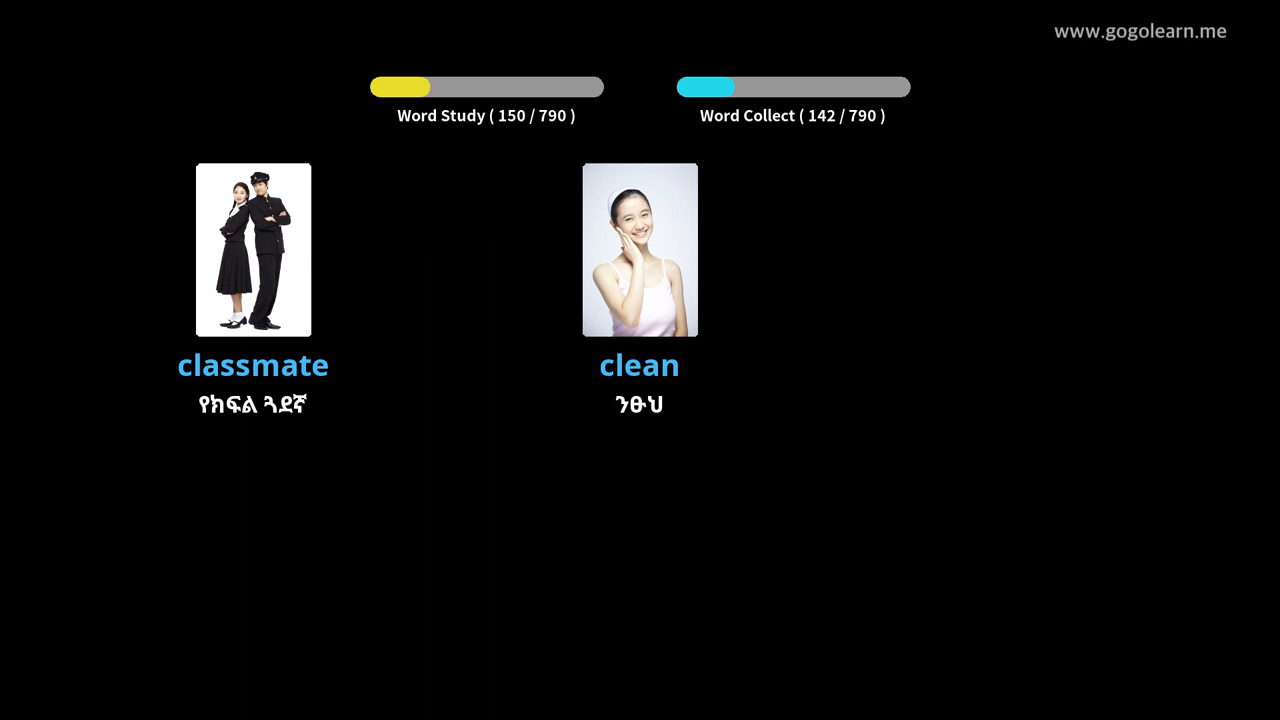 www.gogolearn.me
Word Study ( 150 / 790 )
Word Collect ( 142 / 790 )
classmate
የክፍል ጓደኛ
clean
ንፁህ